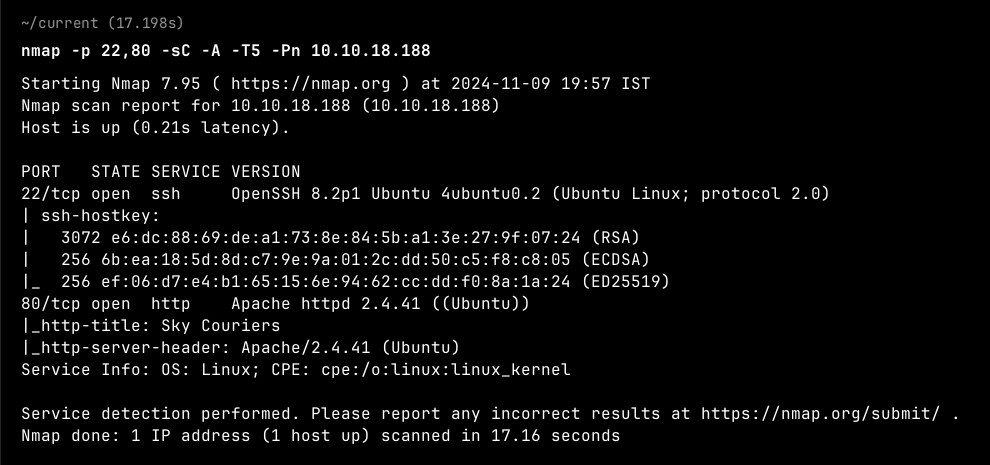 ~/current (17.198s)
nmap -p 22,80 -sC -A -T5 -Pn 10.10.18.188
Starting Nmap 7.95 ( https://nmap.org ) at 2024-11-09 19:57 IST
Nmap scan report for 10.10.18.188 (10.10.18.188)
Host is up (0.21s latency).

PORT   STATE SERVICE VERSION
22/tcp open  ssh     OpenSSH 8.2p1 Ubuntu 4ubuntu0.2 (Ubuntu Linux; protocol 2.0)
| ssh-hostkey:
|   3072 e6:dc:88:69:de:a1:73:8e:84:5b:a1:3e:27:9f:07:24 (RSA)
|   256 6b:ea:18:5d:8d:c7:9e:9a:01:2c:dd:50:c5:f8:c8:05 (ECDSA)
|_  256 ef:06:d7:e4:b1:65:15:6e:94:62:cc:dd:f0:8a:1a:24 (ED25519)
80/tcp open  http    Apache httpd 2.4.41 ((Ubuntu))
|_http-title: Sky Couriers
|_http-server-header: Apache/2.4.41 (Ubuntu)
Service Info: OS: Linux; CPE: cpe:/o:linux:linux_kernel

Service detection performed. Please report any incorrect results at https://nmap.org/submit/ .
Nmap done: 1 IP address (1 host up) scanned in 17.16 seconds